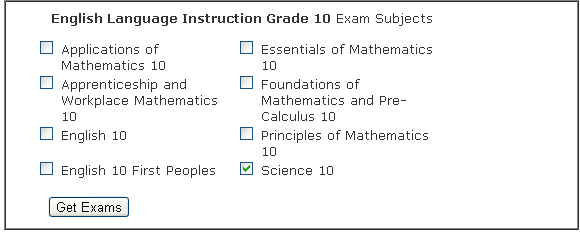 English Language Instruction Grade 10 Exam Subjects
Applications of
Mathematics 10
Essentials of Mathematics
10
Apprenticeship and
Workplace Mathematics
10
Foundations of
Mathematics and Pre-
Calculus 10
English 10
Principles of Mathematics
10
English 10 First Peoples
Science 10
Get Exams